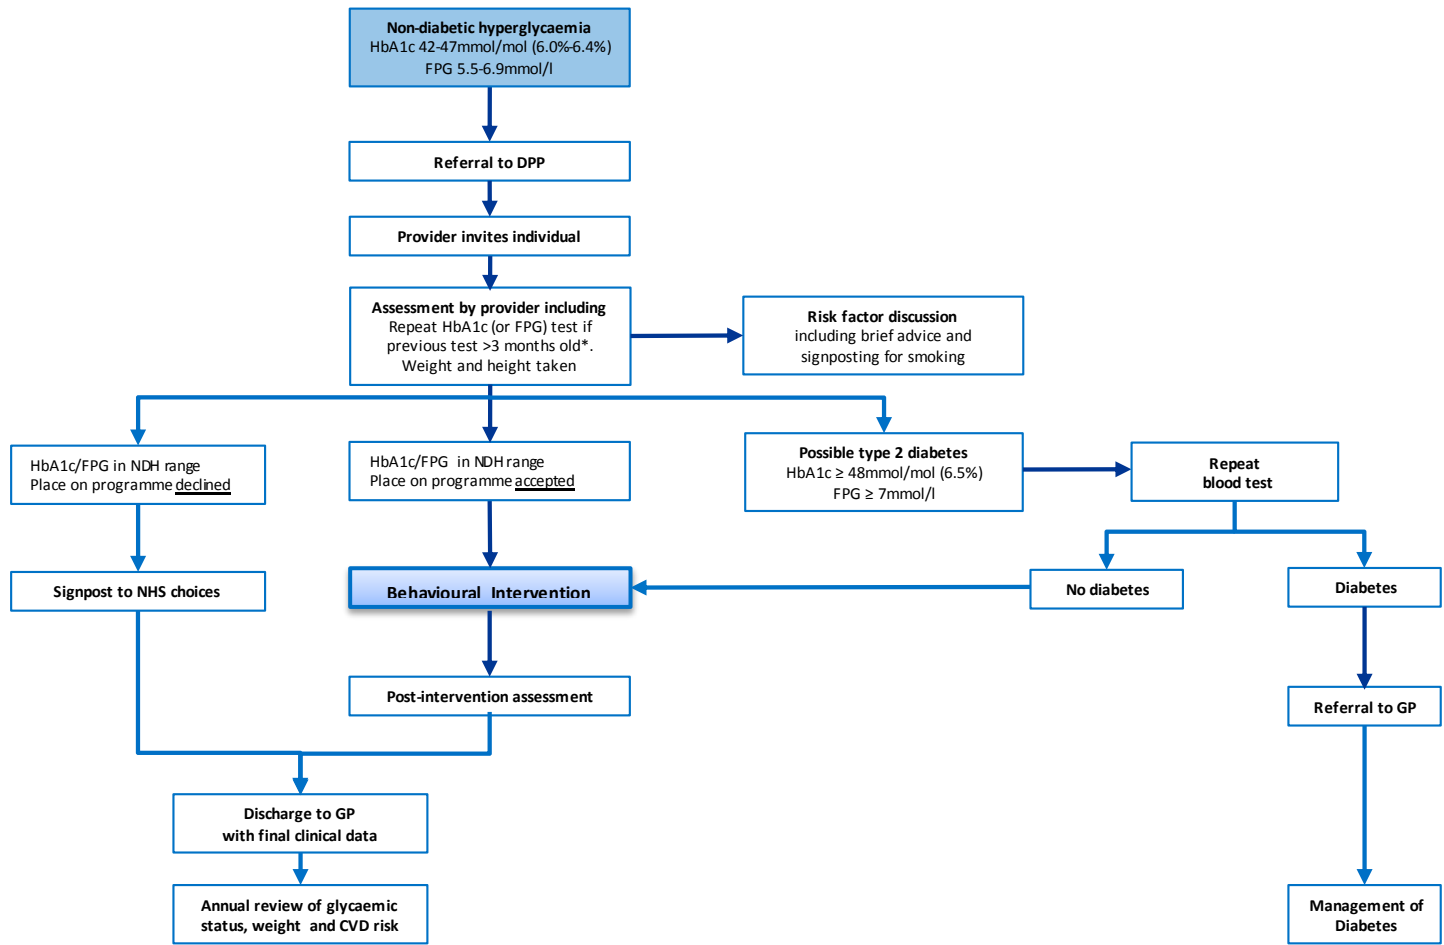 Non-diabetic hyperglycaemia
HbA1c 42-47mmol/mol (6.0%-6.4%)
FPG 5.5-6.9mmol/l
Referral to DPP
Provider invites individual
Assessment by provider including
Repeat HbA1c (or FPG) test if
previous test >3 months old*.
Weight and height taken
Risk factor discussion
including brief advice and
signposting for smoking
HbA1c/FPG in NDH range
Place on programme declined
HbA1c/FPG in NDH range
Place on programme accepted
Possible type 2 diabetes
HbA1c ≥ 48mmol/mol (6.5%)
FPG ≥ 7mmol/l
Repeat
blood test
Signpost to NHS choices
Behavioural Intervention
No diabetes
Diabetes
Post-intervention assessment
Referral to GP
Discharge to GP
with final clinical data
Annual review of glycaemic
status, weight and CVD risk
Management of
Diabetes